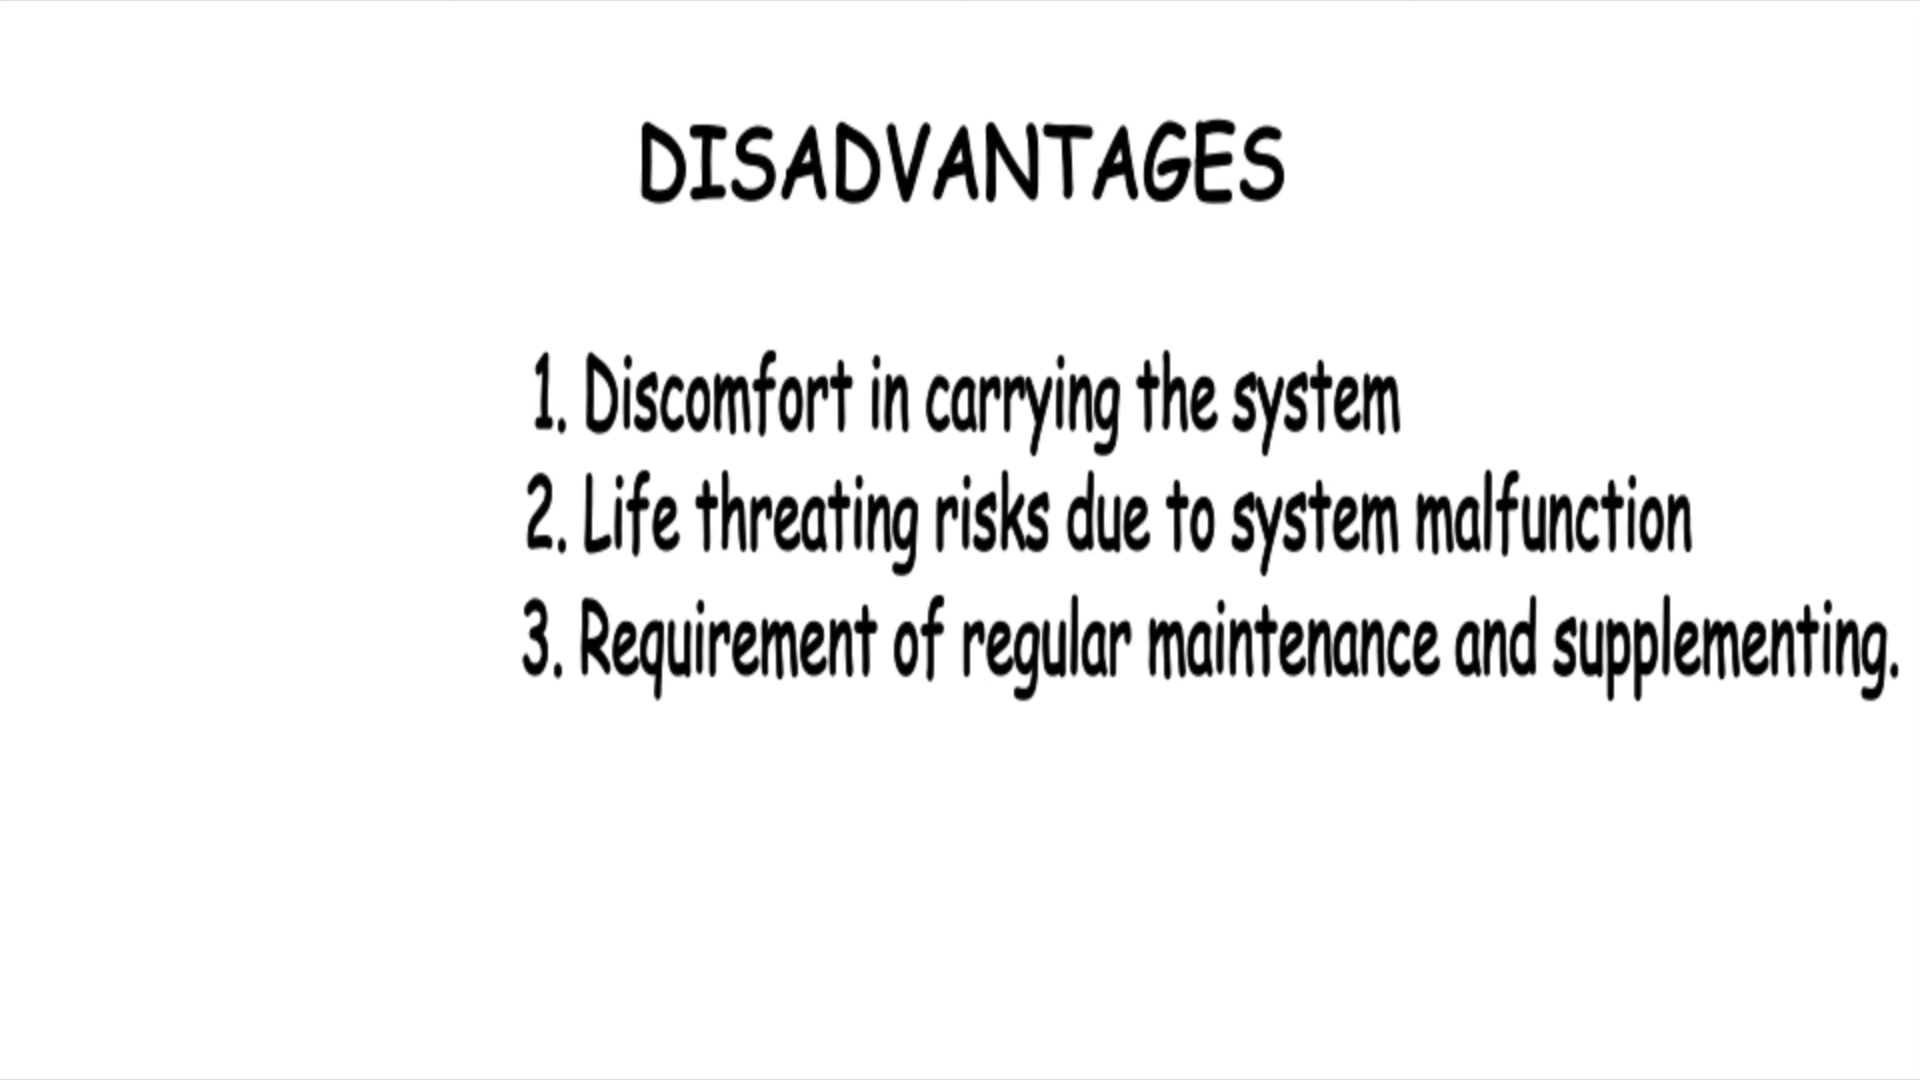 DISADVANTAGES
1. Discomfort in carrying the system
2. Life threating risks due to system malfunction
3. Requirement of regular maintenance and supplementing.